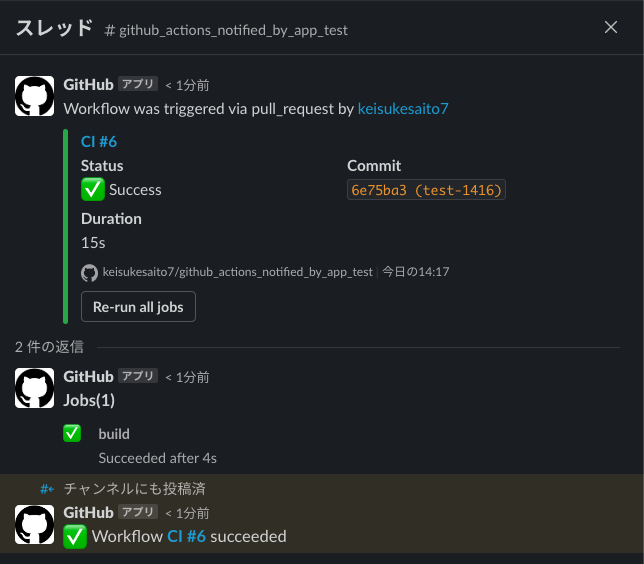 スレッド # github_actions_notified_by_app_test
GitHub アプリ < 1分前
Workflow was triggered via pull_request by keisukesaito7
CI #6
Status Commit
Success 6e75ba3 (test-1416)
Duration
15s
keisukesaito7/github_actions_notified_by_app_test | 今日の14:17
Re-run all jobs
2 件の返信
GitHub アプリ < 1分前
Jobs(1)
build
Succeeded after 4s
チャンネルにも投稿済
GitHub アプリ < 1分前
Workflow CI #6 succeeded